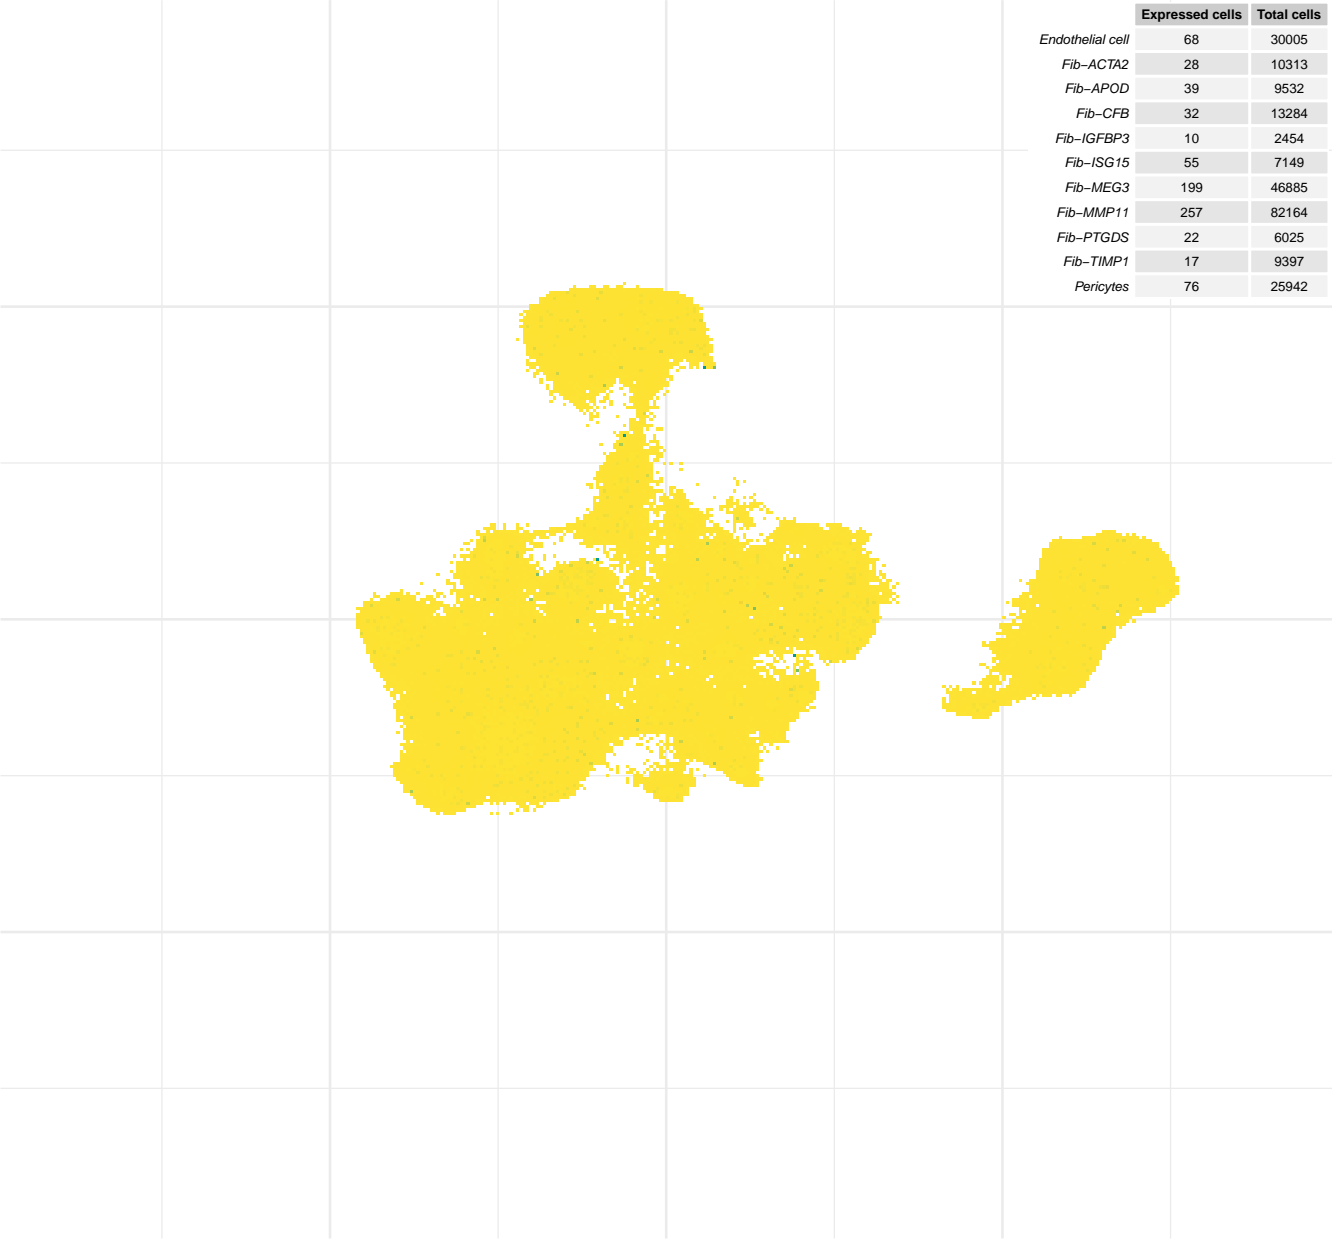 Expressed cells Total cells
Endothelial cell 68 30005
Fib−ACTA2 28 10313
Fib−APOD 39 9532
Fib−CFB 32 13284
Fib−IGFBP3 10 2454
Fib−ISG15 55 7149
Fib−MEG3 199 46885
Fib−MMP11 257 82164
Fib−PTGDS 22 6025
Fib−TIMP1 17 9397
Pericytes 76 25942